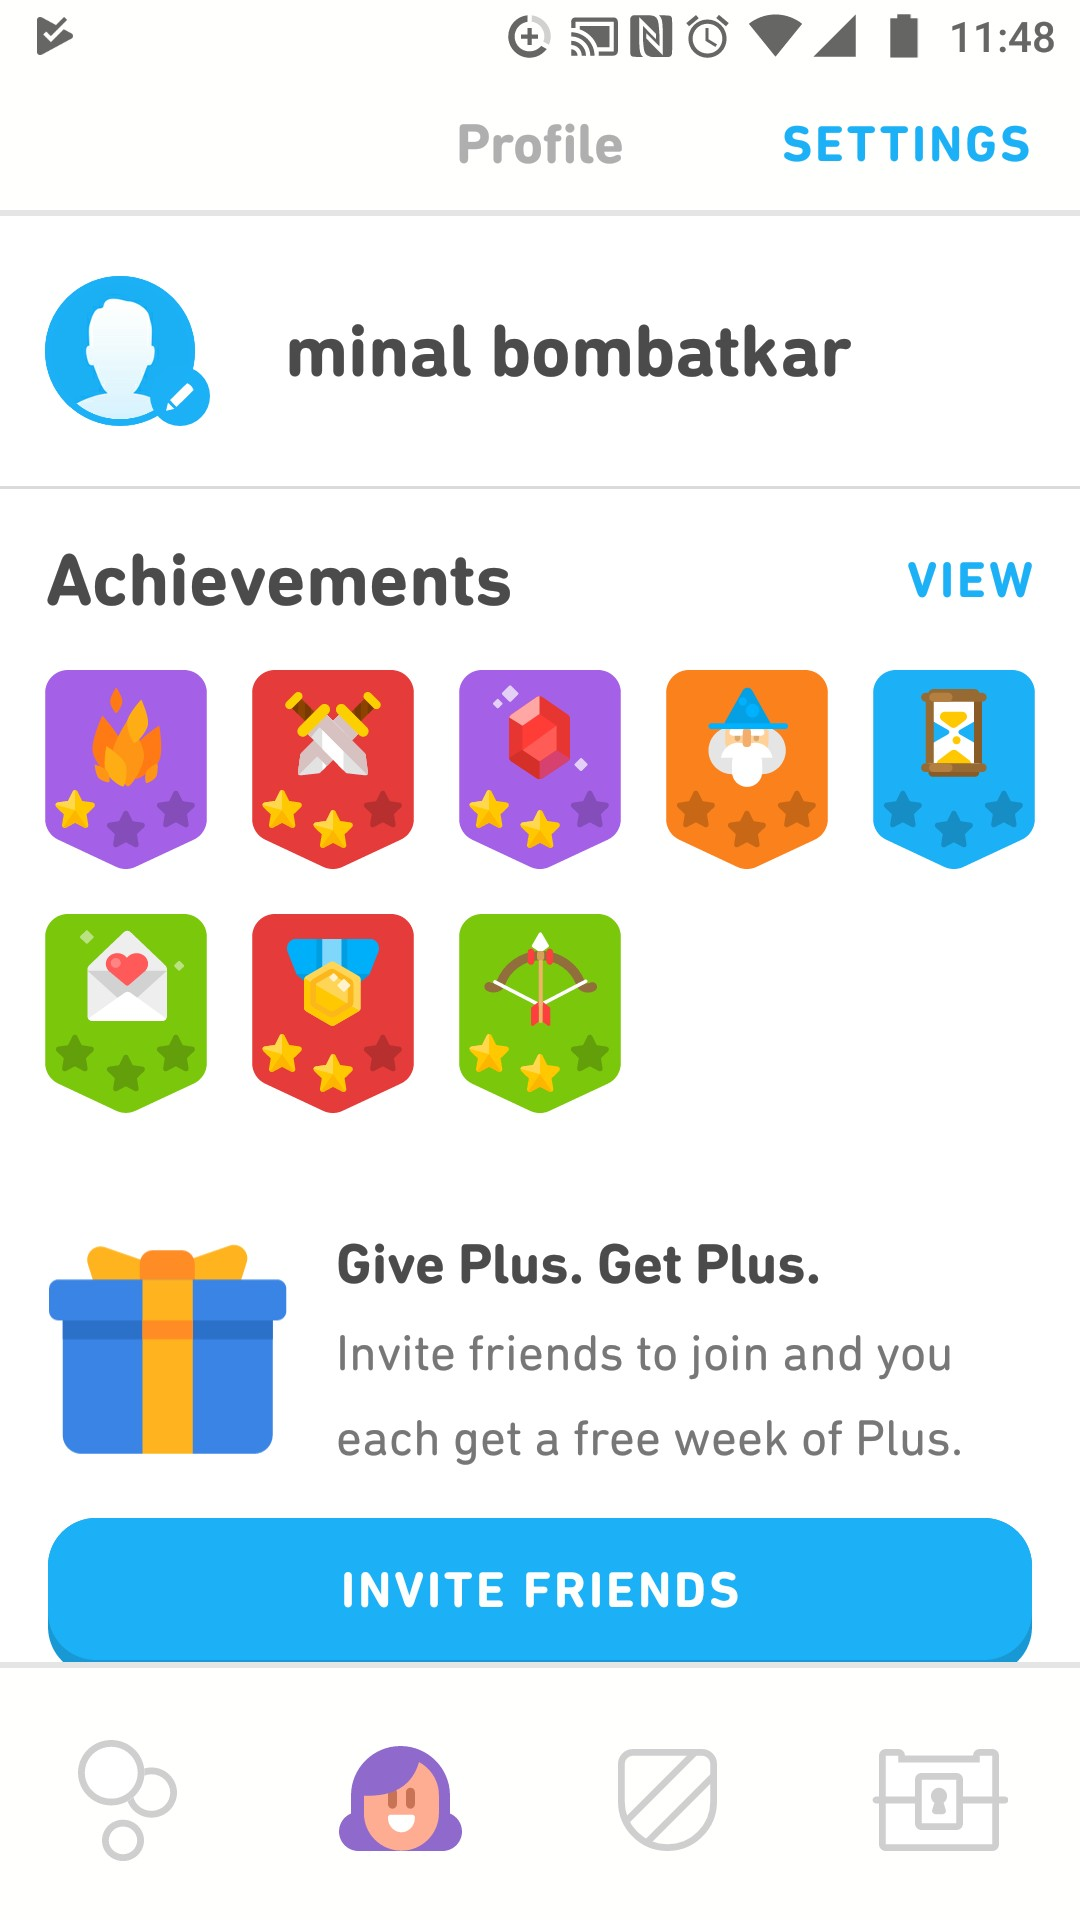 11:48
Profile SETTINGS
minal bombatkar
Achievements VIEW
Give Plus. Get Plus.
Invite friends to join and you
each get a free week of Plus.
INVITE FRIENDS